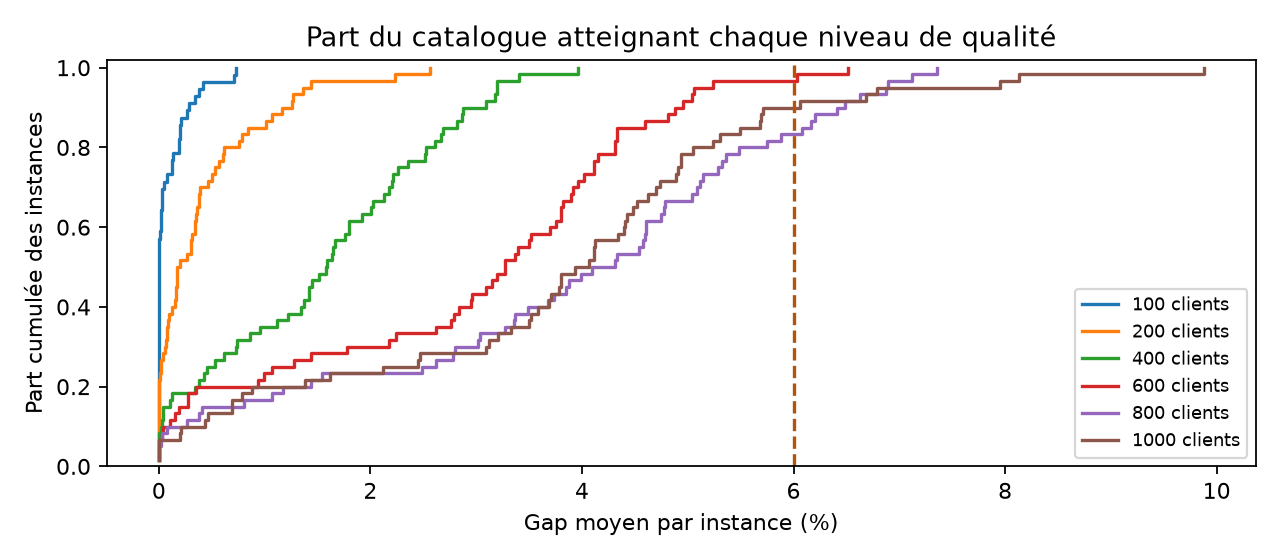 Part du catalogue atteignant chaque niveau de qualité
Part cumulée des instances
1.0
0.8
0.6
0.4
0.2
0.0
0
2
4
6
8
10
Gap moyen par instance (%)
100 clients
200 clients
400 clients
600 clients
800 clients
1000 clients